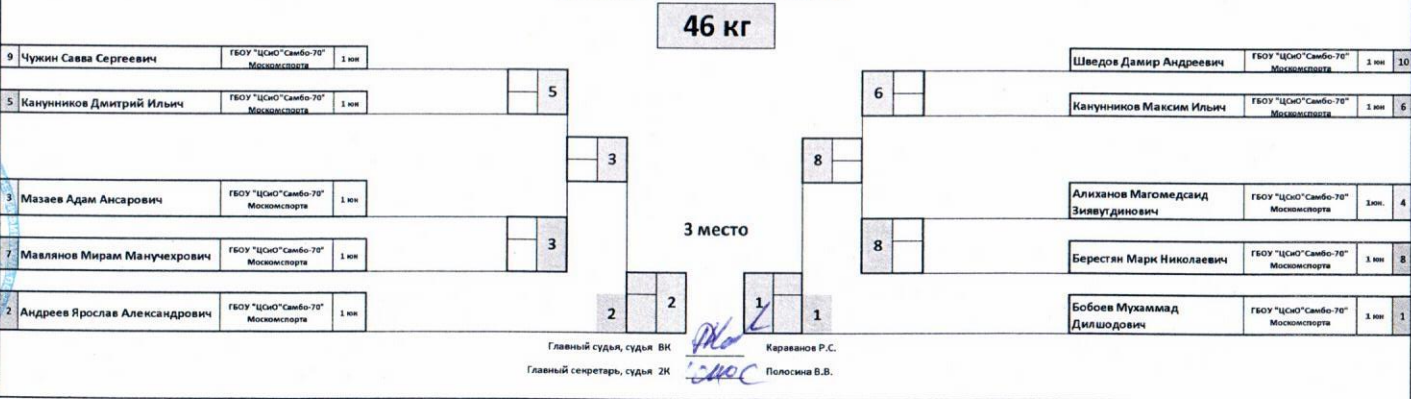 46 кг
9 Чужин Савва Сергеевич ГБОУ "ЦСиО"Самбо-70" Москомспорта 1 юн
Шведов Дамир Андреевич ГБОУ "ЦСиО"Самбо-70" Москомспорта 1 юн 10
5 6
5 Канунников Дмитрий Ильич ГБОУ "ЦСиО"Самбо-70" Москомспорта 1 юн
Канунников Максим Ильич ГБОУ "ЦСиО"Самбо-70" Москомспорта 1 юн 6
3 8
3 Мазаев Адам Ансарович ГБОУ "ЦСиО"Самбо-70" Москомспорта 1 юн
Алиханов Магомедсаид
Зиявутдинович ГБОУ "ЦСиО"Самбо-70" Москомспорта 1юн. 4
3 место
3 8
7 Мавлянов Мирам Манучехрович ГБОУ "ЦСиО"Самбо-70" Москомспорта 1 юн
Берестян Марк Николаевич ГБОУ "ЦСиО"Самбо-70" Москомспорта 1 юн 8
2 Андреев Ярослав Александрович ГБОУ "ЦСиО"Самбо-70" Москомспорта 1 юн
2 2 1 1
Бобоев Мухаммад
Дилшодович ГБОУ "ЦСиО"Самбо-70" Москомспорта 1 юн 1
Главный судья, судья ВК Караванов Р.С.
Главный секретарь, судья 2К Полосина В.В.